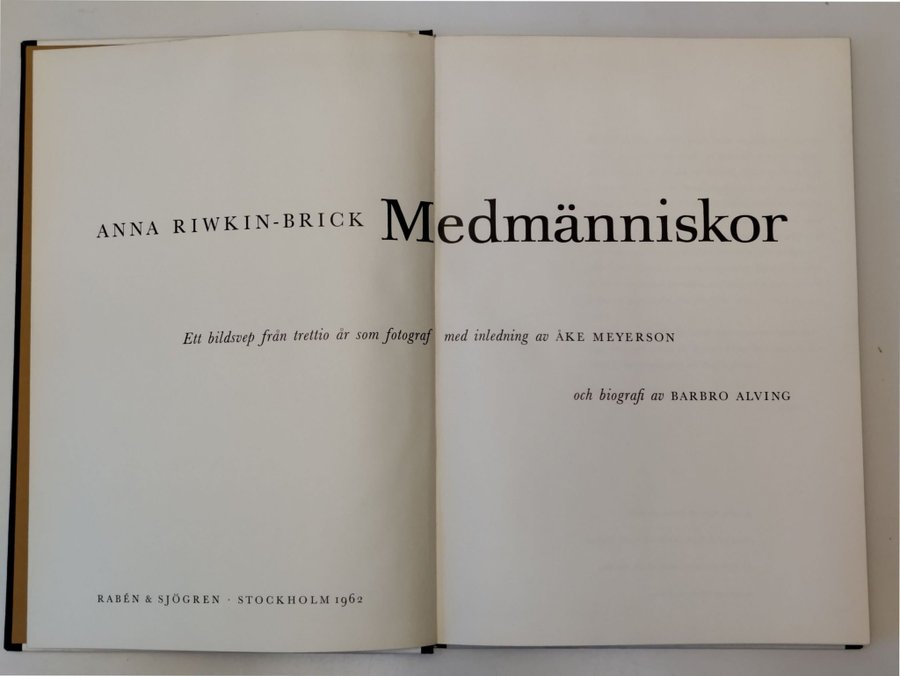 ANNA RIWKIN-BRICK Medmänniskor
Ett bildsvep från trettio år som fotograf med inledning av ÅKE MEYERSON
och biografi av BARBRO ALVING
RABÉN & SJÖGREN · STOCKHOLM 1962